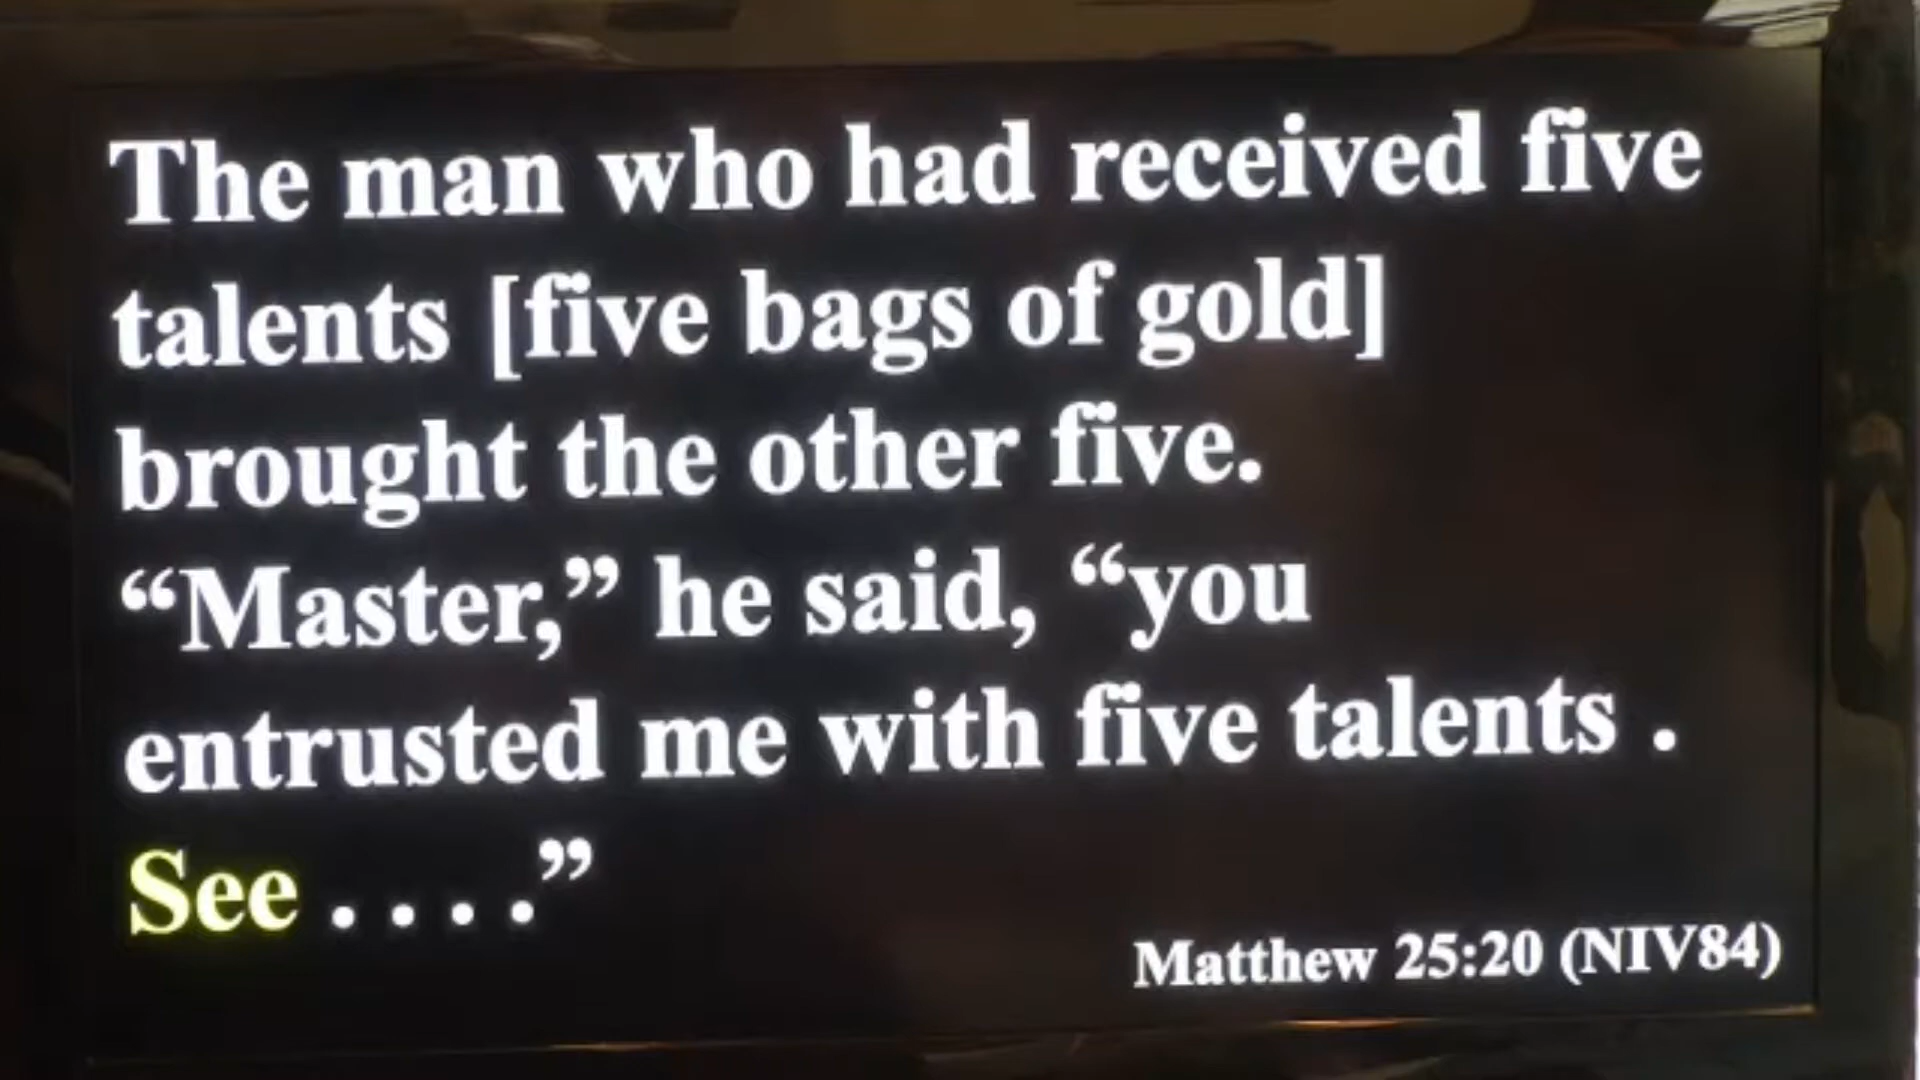 The man who had received five
talents [five bags of gold]
brought the other five.
“Master,” he said, “you
entrusted me with five talents .
See . . . .”
Matthew 25:20 (NIV84)